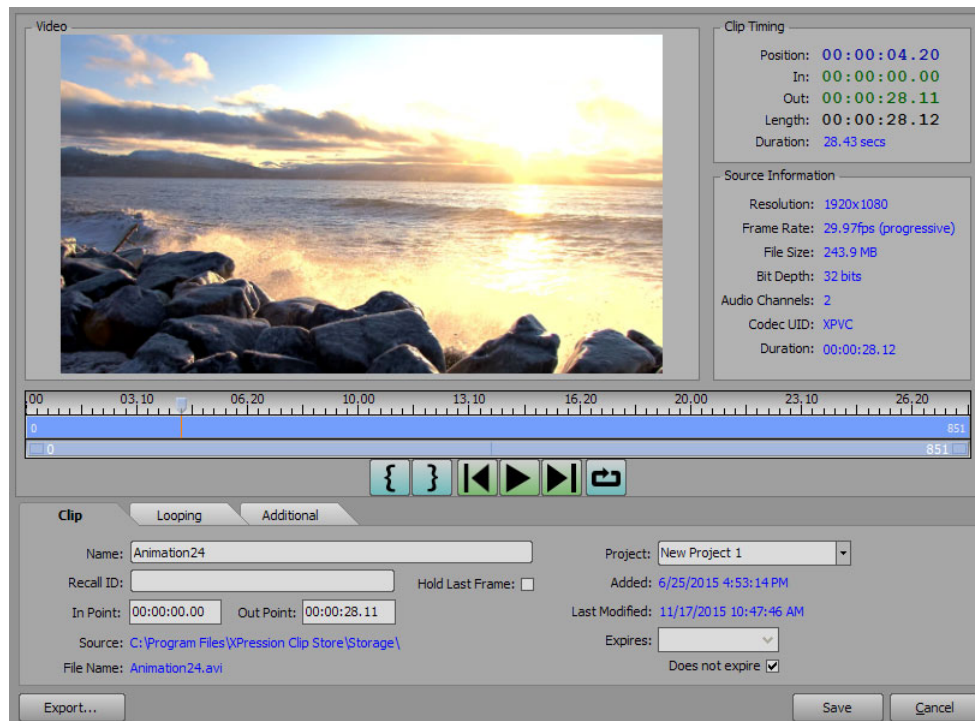 Video
Clip Timing
Position: 00:00:04.20
In: 00:00:00.00
Out: 00:00:28.11
Length: 00:00:28.12
Duration: 28.43 secs
Source Information
Resolution: 1920x1080
Frame Rate: 29.97fps (progressive)
File Size: 243.9 MB
Bit Depth: 32 bits
Audio Channels: 2
Codec UID: XPVC
Duration: 00:00:28.12
;00 03;10 06;20 10;00 13;10 16;20 20;00 23;10 26;20
0 851
0 851
{ }
Clip Looping Additional
Name: Animation24
Project: New Project 1
Recall ID: Hold Last Frame:
Added: 6/25/2015 4:53:14 PM
In Point: 00:00:00.00 Out Point: 00:00:28.11
Last Modified: 11/17/2015 10:47:46 AM
Source: C:\Program Files\XPression Clip Store\Storage\
Expires:
File Name: Animation24.avi
Does not expire
Export... Save Cancel